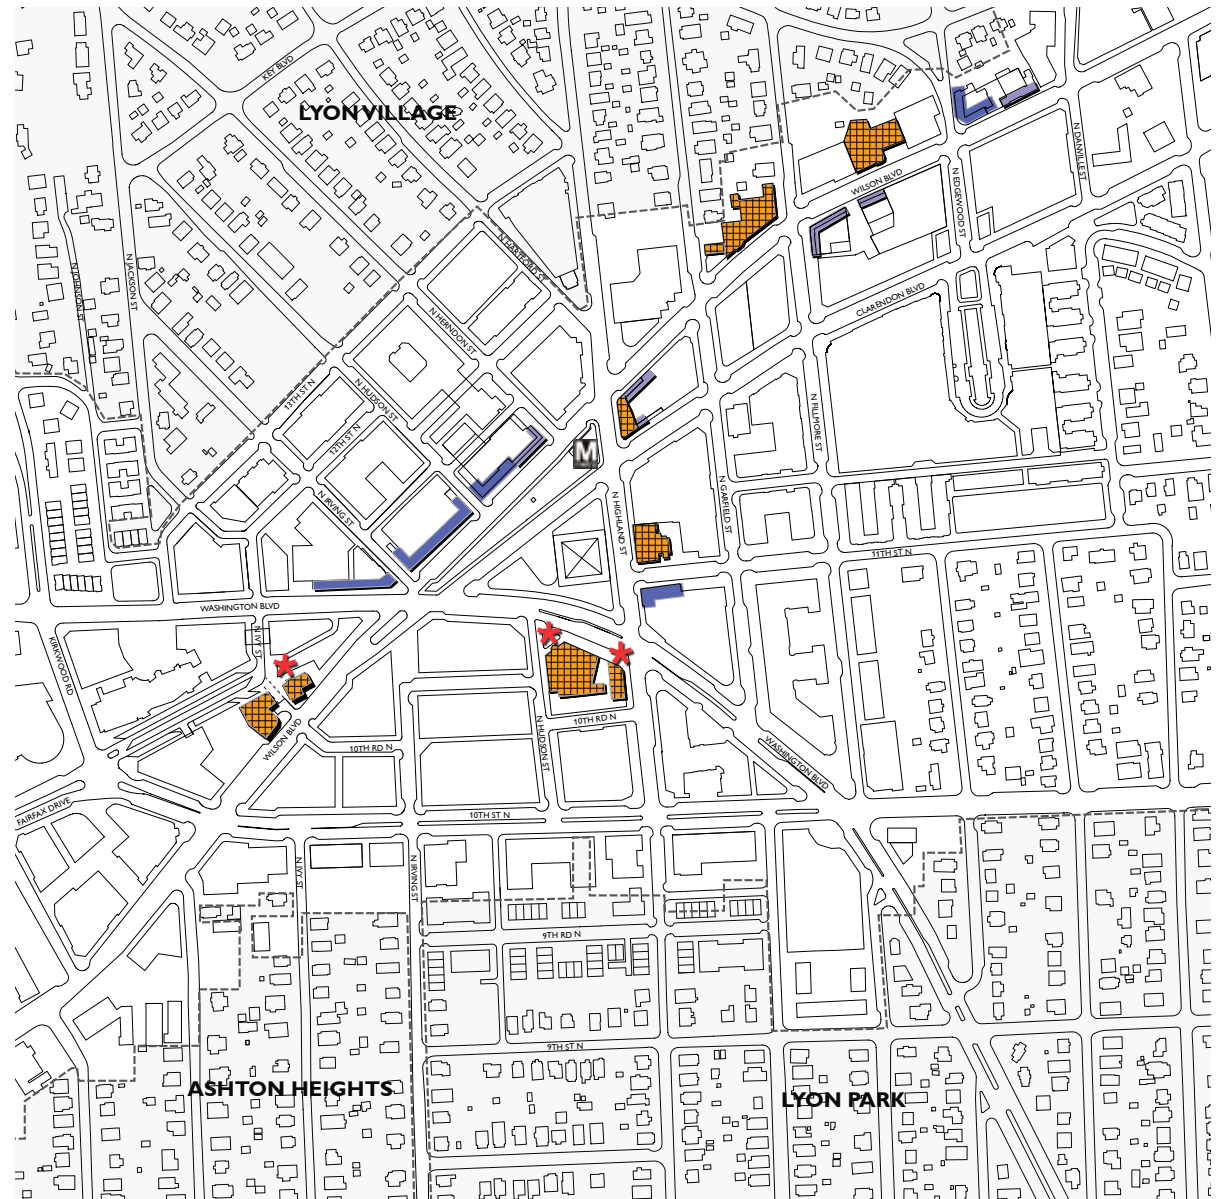 KEY BLVD
LYON VILLAGE
N DANVILLE ST
WILSON BLVD
N EDGEWOOD ST
N HARTFORD ST
N JACKSON ST
N JOHNSON ST
CLARENDON BLVD
N HERNDON ST
13TH ST N
N HUDSON ST
N FILLMORE ST
12TH ST N
M
N GARFIELD ST
N IRVING ST
N HIGHLAND ST
11TH ST N
WASHINGTON BLVD
N IVY ST
KIRKWOOD RD
10TH RD N
WILSON BLVD
N HUDSON ST
10TH RD N
WASHINGTON BLVD
FAIRFAX DRIVE
10TH ST N
N IVY ST
N IRVING ST
9TH RD N
9TH ST N
ASHTON HEIGHTS
LYON PARK